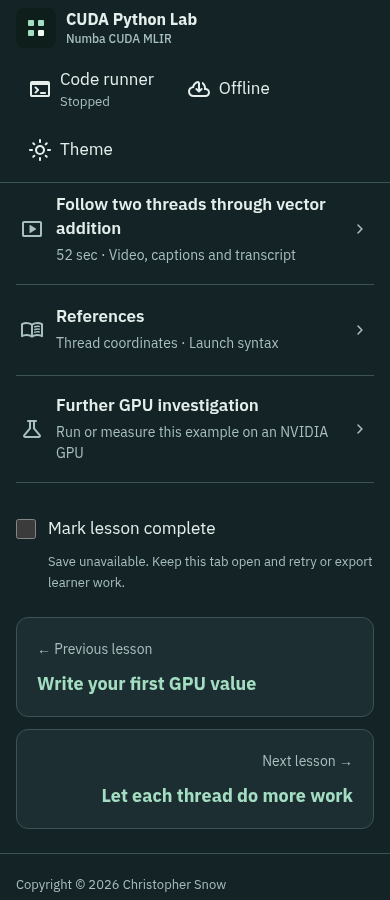 CUDA Python Lab
Numba CUDA MLIR
Code runner
Stopped
Offline
Theme
Follow two threads through vector
addition
52 sec · Video, captions and transcript
References
Thread coordinates · Launch syntax
Further GPU investigation
Run or measure this example on an NVIDIA
GPU
Mark lesson complete
Save unavailable. Keep this tab open and retry or export
learner work.
← Previous lesson
Write your first GPU value
Next lesson →
Let each thread do more work
Copyright © 2026 Christopher Snow